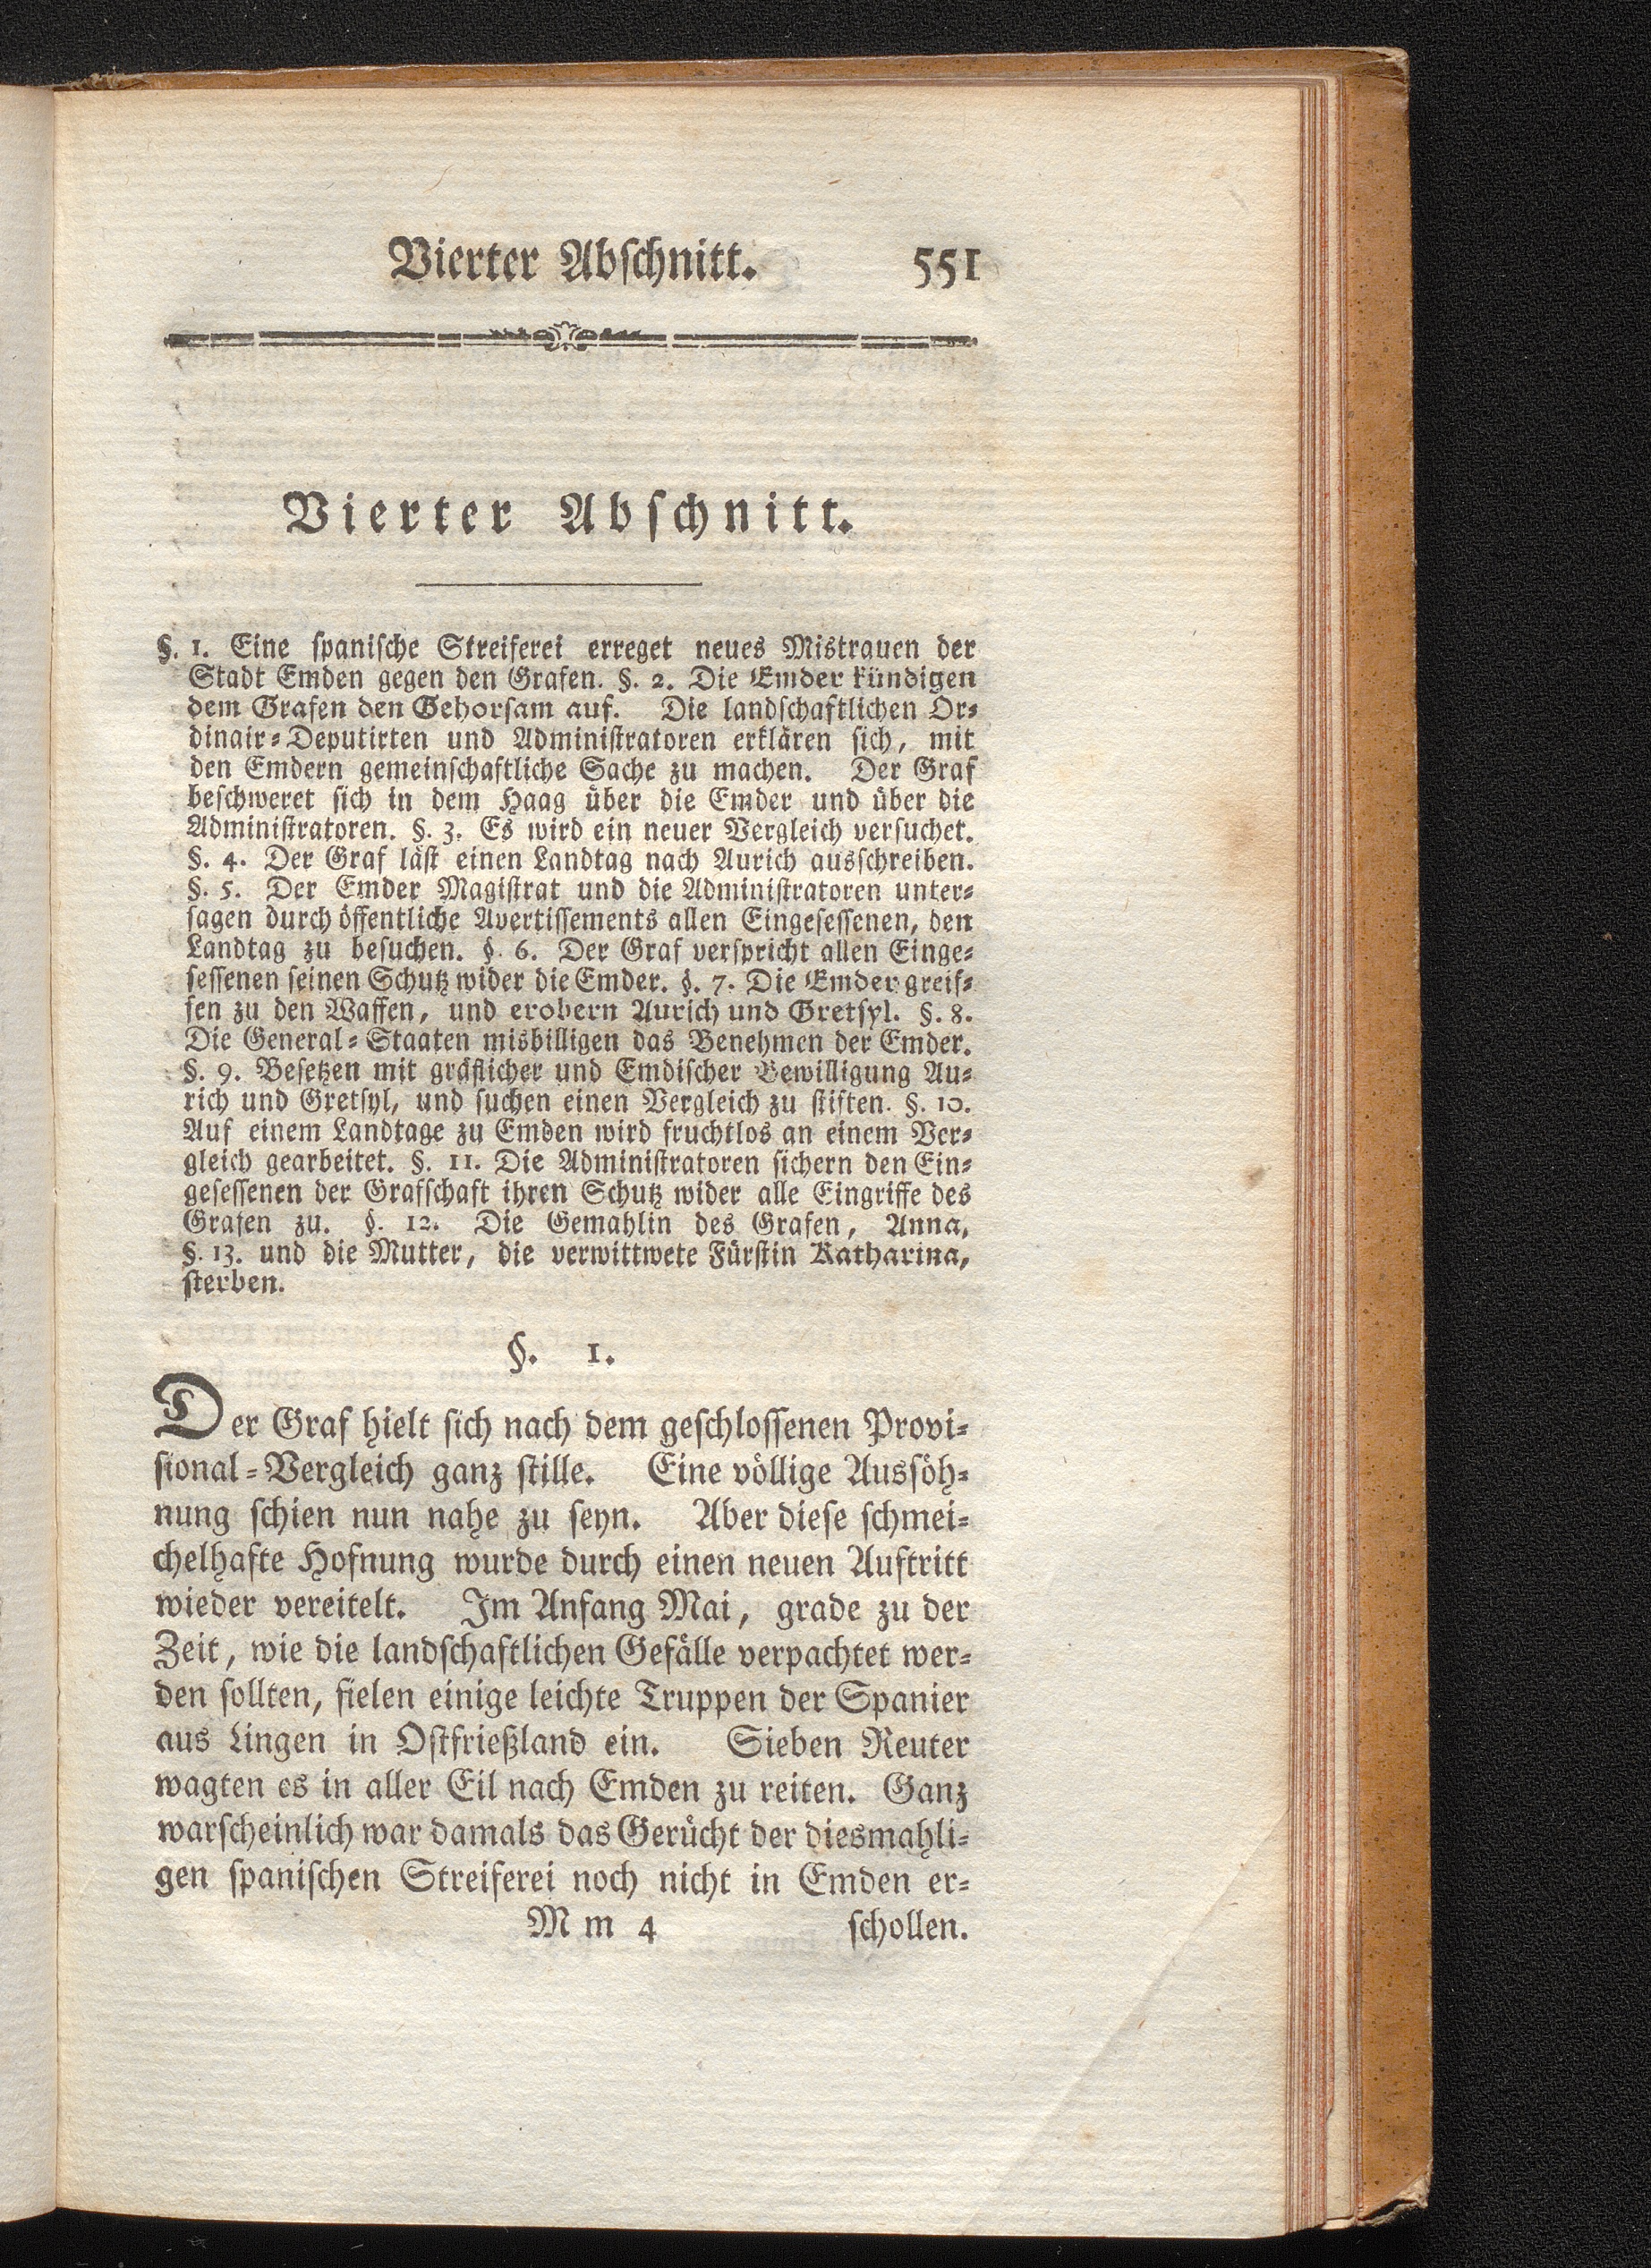 Vierter Abschnitt. 551
Vierter Abschnitt.
§. 1. Eine spanische Streiferei erreget neues Mistrauen der
Stadt Emden gegen den Grafen. §. 2. Die Emder kündigen
dem Grafen den Gehorsam auf. Die landschaftlichen Or-
dinair-Deputirten und Administratoren erklären sich, mit
den Emdern gemeinschaftliche Sache zu machen. Der Graf
beschweret sich in dem Haag über die Emder und über die
Administratoren. §. 3. Es wird ein neuer Vergleich versuchet.
§. 4. Der Graf läst einen Landtag nach Aurich ausschreiben.
§. 5. Der Emder Magistrat und die Administratoren unter-
sagen durch öffentliche Avertissements allen Eingesessenen, den
Landtag zu besuchen. §. 6. Der Graf verspricht allen Einge-
sessenen seinen Schutz wider die Emder. §. 7. Die Emder greif-
fen zu den Waffen, und erobern Aurich und Gretsyl. §. 8.
Die General-Staaten misbilligen das Benehmen der Emder.
§. 9. Besetzen mit gräflicher und Emdischer Bewilligung Au-
rich und Gretsyl, und suchen einen Vergleich zu stiften. §. 10.
Auf einem Landtage zu Emden wird fruchtlos an einem Ver-
gleich gearbeitet. §. 11. Die Administratoren sichern den Ein-
gesessenen der Grafschaft ihren Schutz wider alle Eingriffe des
Grafen zu. §. 12. Die Gemahlin des Grafen, Anna,
§. 13. und die Mutter, die verwittwete Fürstin Katharina,
sterben.
§. 1.
Der Graf hielt sich nach dem geschlossenen Provi-
sional-Vergleich ganz stille. Eine völlige Aussöh-
nung schien nun nahe zu seyn. Aber diese schmei-
chelhafte Hofnung wurde durch einen neuen Auftritt
wieder vereitelt. Im Anfang Mai, grade zu der
Zeit, wie die landschaftlichen Gefälle verpachtet wer-
den sollten, fielen einige leichte Truppen der Spanier
aus Lingen in Ostfrießland ein. Sieben Reuter
wagten es in aller Eil nach Emden zu reiten. Ganz
warscheinlich war damals das Gerücht der diesmahli-
gen spanischen Streiferei noch nicht in Emden er-
M m 4 schollen.